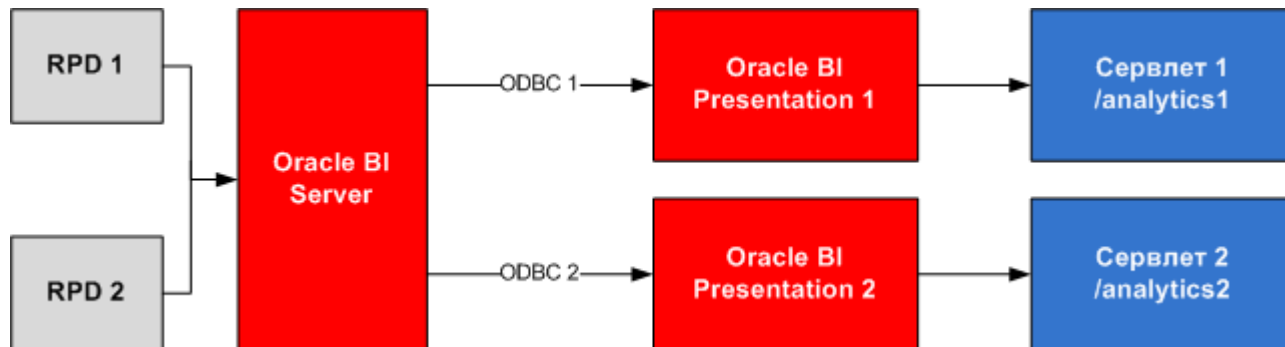 RPD 1
RPD 2
Oracle BI
Server
ODBC 1
ODBC 2
Oracle BI
Presentation 1
Oracle BI
Presentation 2
Сервлет 1
/analytics1
Сервлет 2
/analytics2